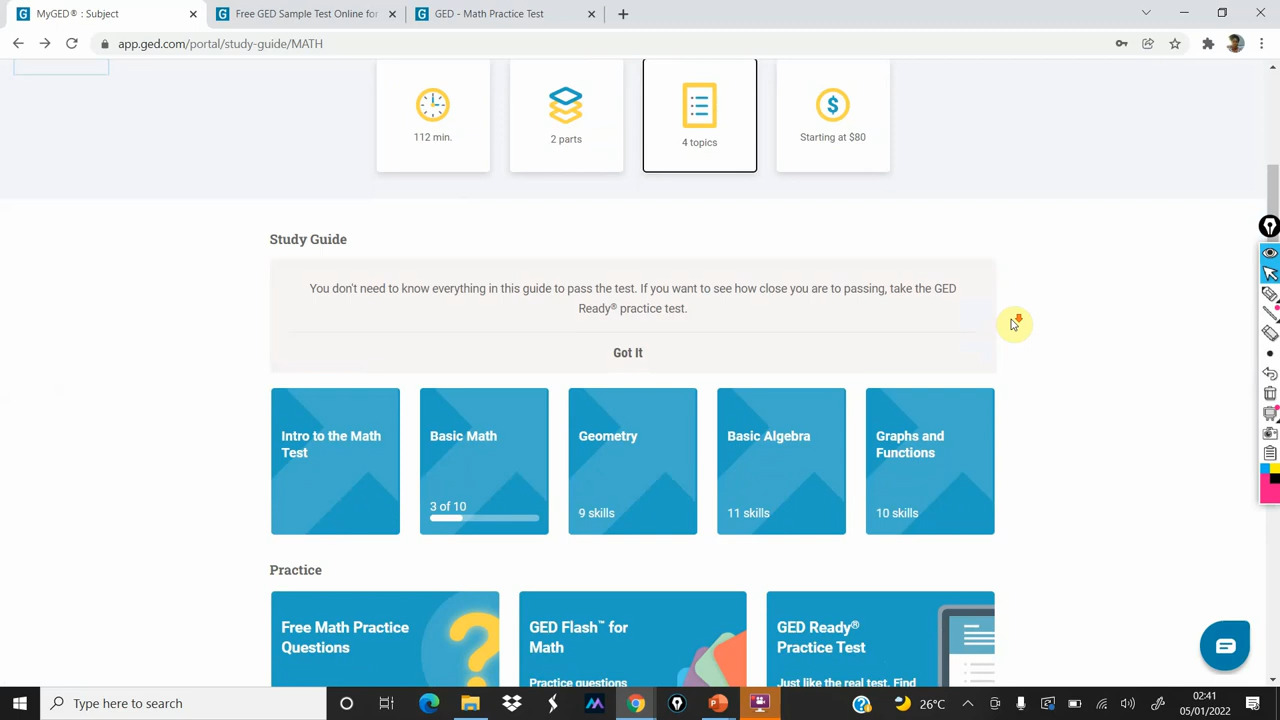 MyGED® : Subject
Free GED Sample Test Online for
GED - Math Practice Test
app.ged.com/portal/study-guide/MATH
112 min.
2 parts
4 topics
Starting at $80
Study Guide
You don't need to know everything in this guide to pass the test. If you want to see how close you are to passing, take the GED
Ready® practice test.
Got It
Intro to the Math
Test
Basic Math
3 of 10
Geometry
9 skills
Basic Algebra
11 skills
Graphs and
Functions
10 skills
Practice
Free Math Practice
Questions
GED Flash™ for
Math
Practice questions
GED Ready®
Practice Test
Just like the real test. Find
Type here to search
26°C
02:41
05/01/2022